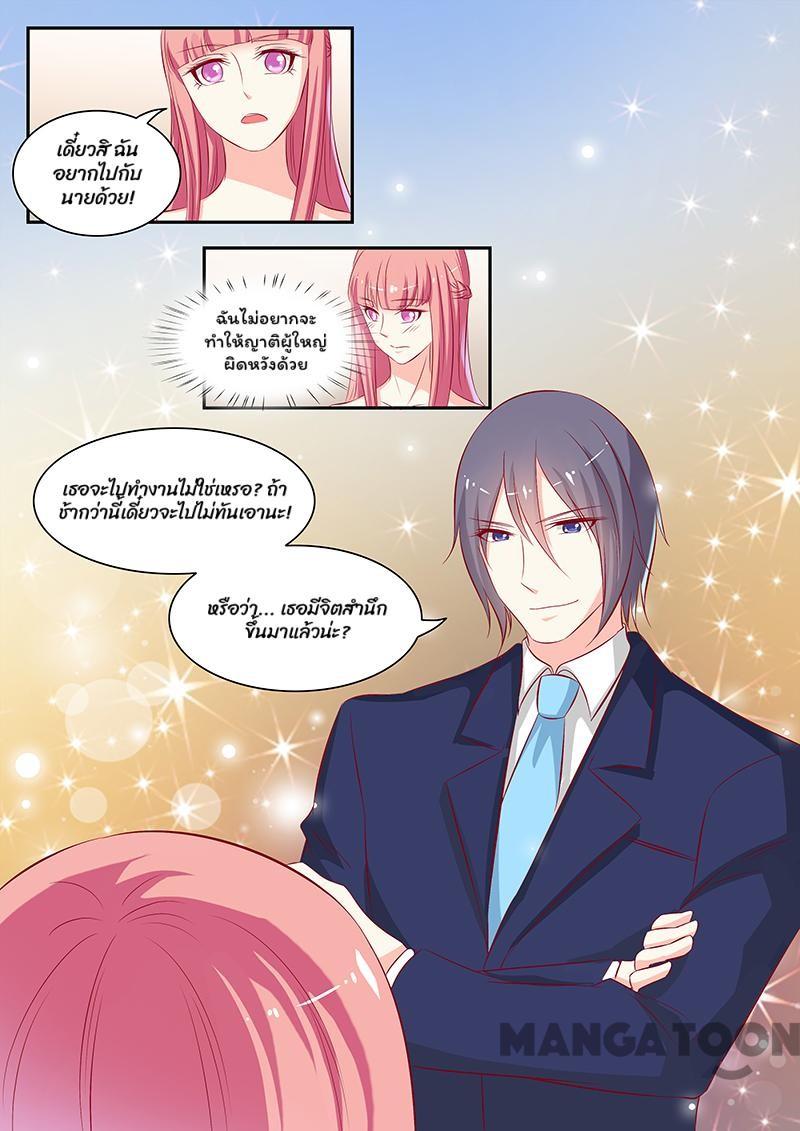 เดี๋ยวสิ ฉัน
อยากไปกับ
นายด้วย!
ฉันไม่อยากจะ
ทำให้ญาติผู้ใหญ่
ผิดหวังด้วย
เธอจะไปทำงานไม่ใช่เหรอ? ถ้า
ช้ากว่านี้เดี๋ยวจะไปไม่ทันเอานะ!
หรือว่า... เธอมีจิตสำนึก
ขึ้นมาแล้วน่ะ?
MANGATOON